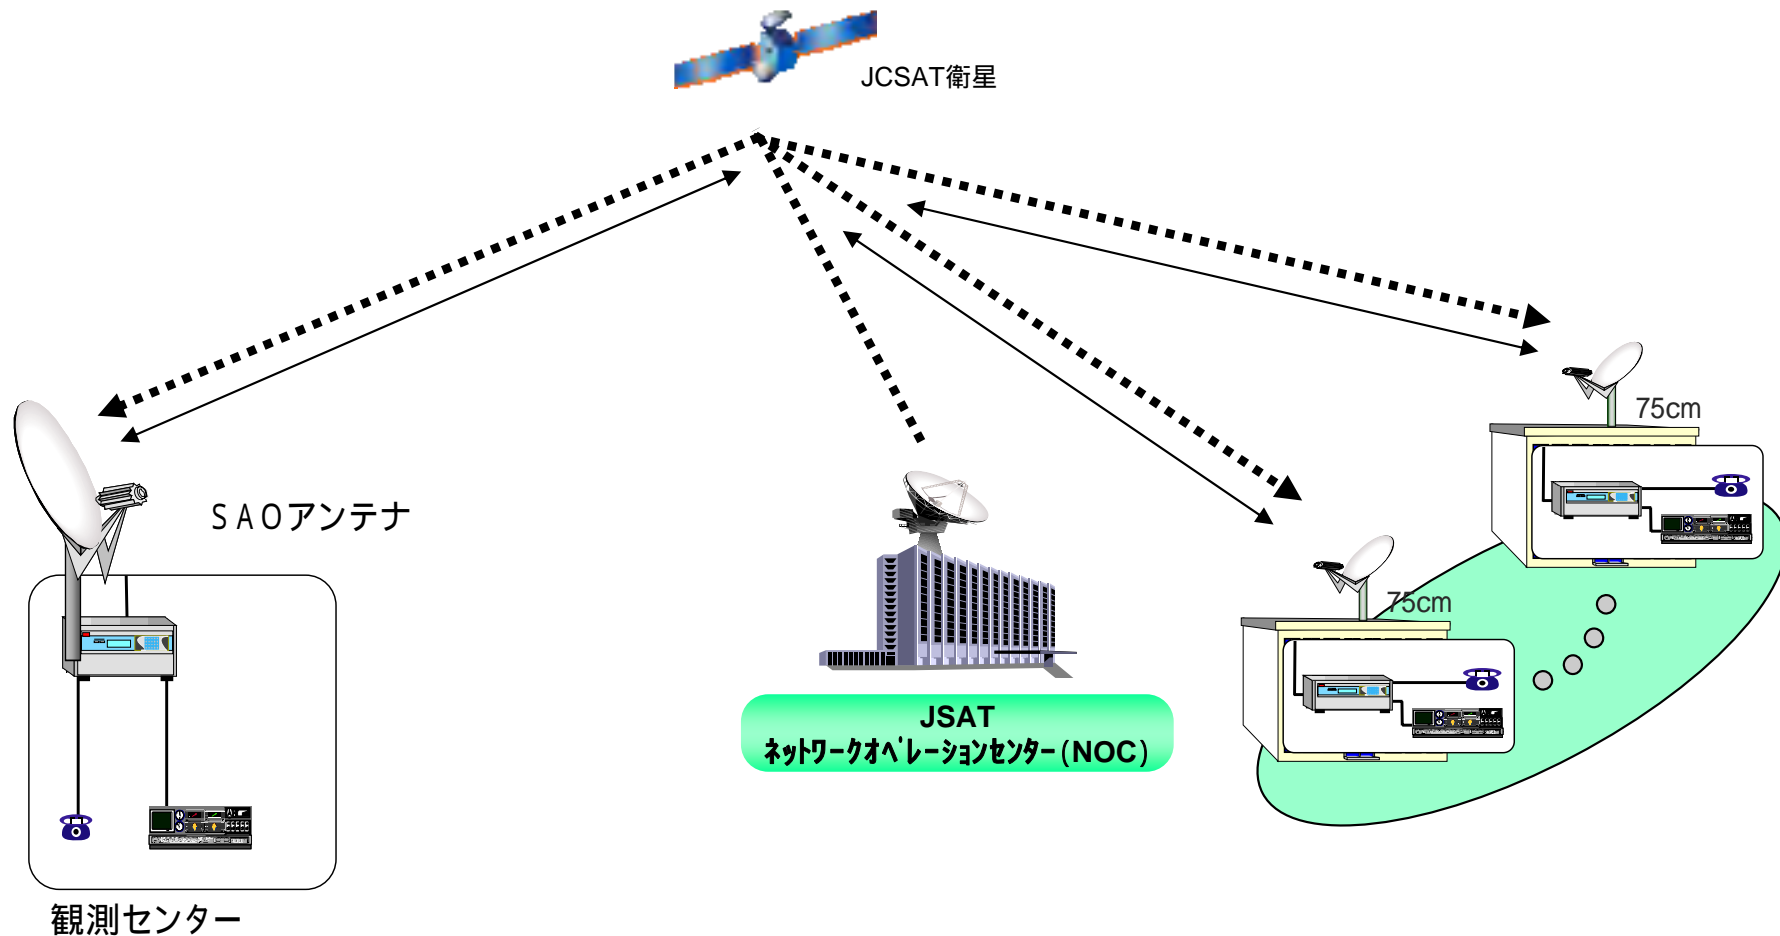 JCSAT衛星
75cm
SAOアンテナ
75cm
JSAT
ネットワークオペレーションセンター(NOC)
観測センター